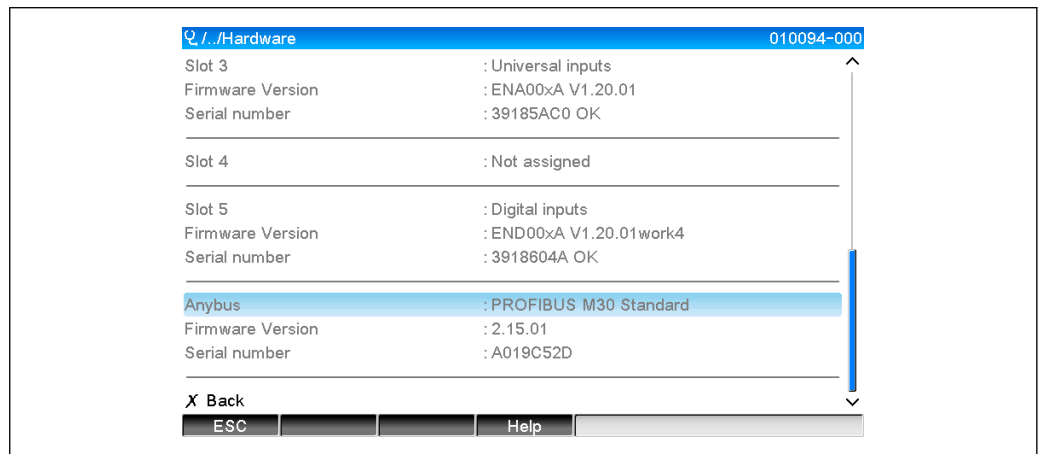 /../Hardware 010094-000
Slot 3 : Universal inputs
Firmware Version : ENA00xA V1.20.01
Serial number : 39185AC0 OK
Slot 4 : Not assigned
Slot 5 : Digital inputs
Firmware Version : END00xA V1.20.01work4
Serial number : 3918604A OK
Anybus : PROFIBUS M30 Standard
Firmware Version : 2.15.01
Serial number : A019C52D
X Back
ESC Help